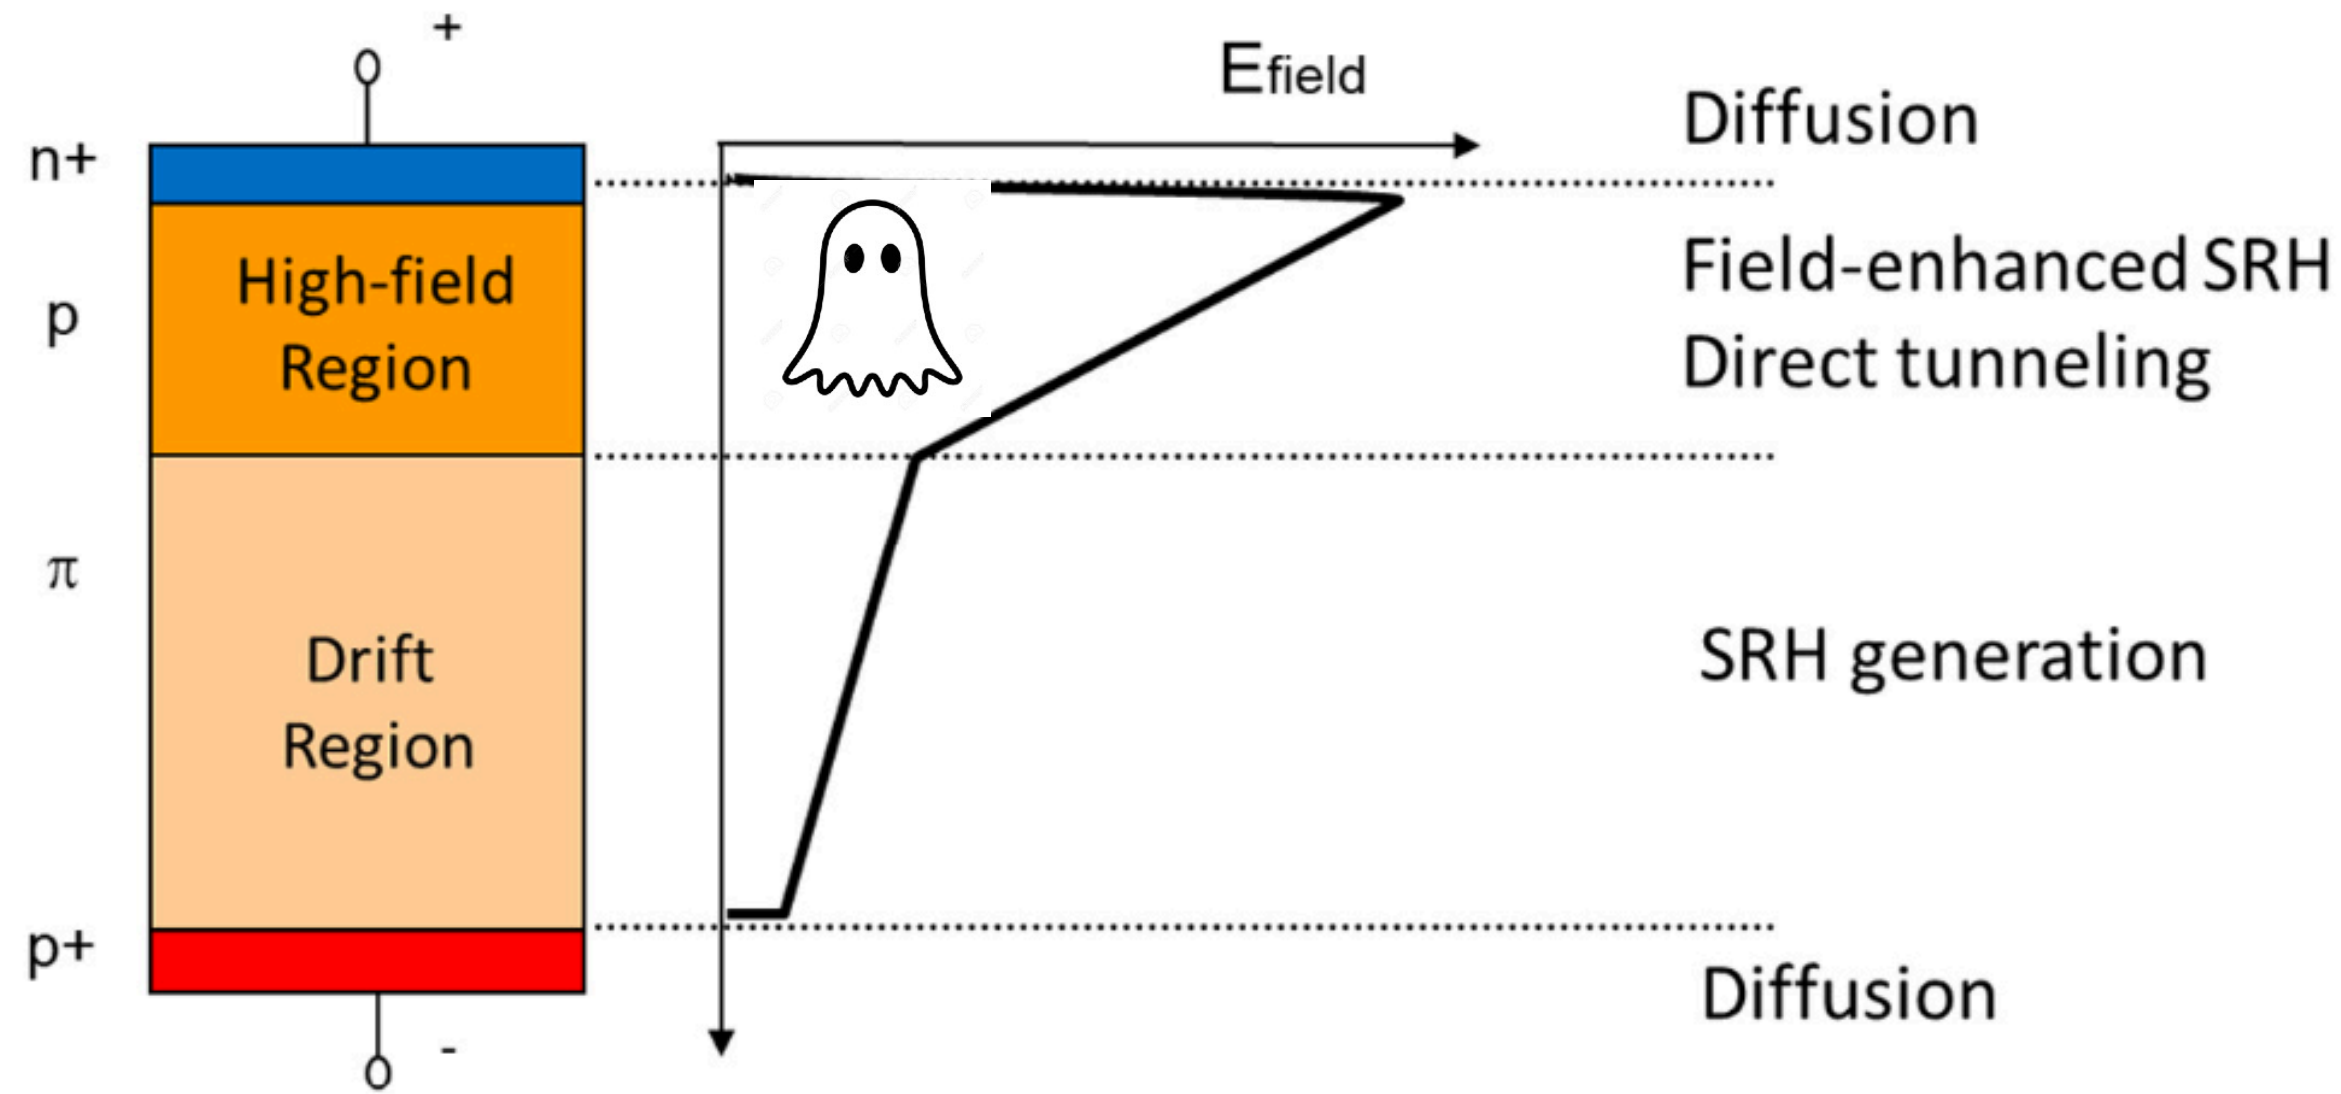 +
Efield
Diffusion
n+
High-field
Region
p
Field-enhanced SRH
Direct tunneling
π
Drift
Region
SRH generation
p+
Diffusion
-